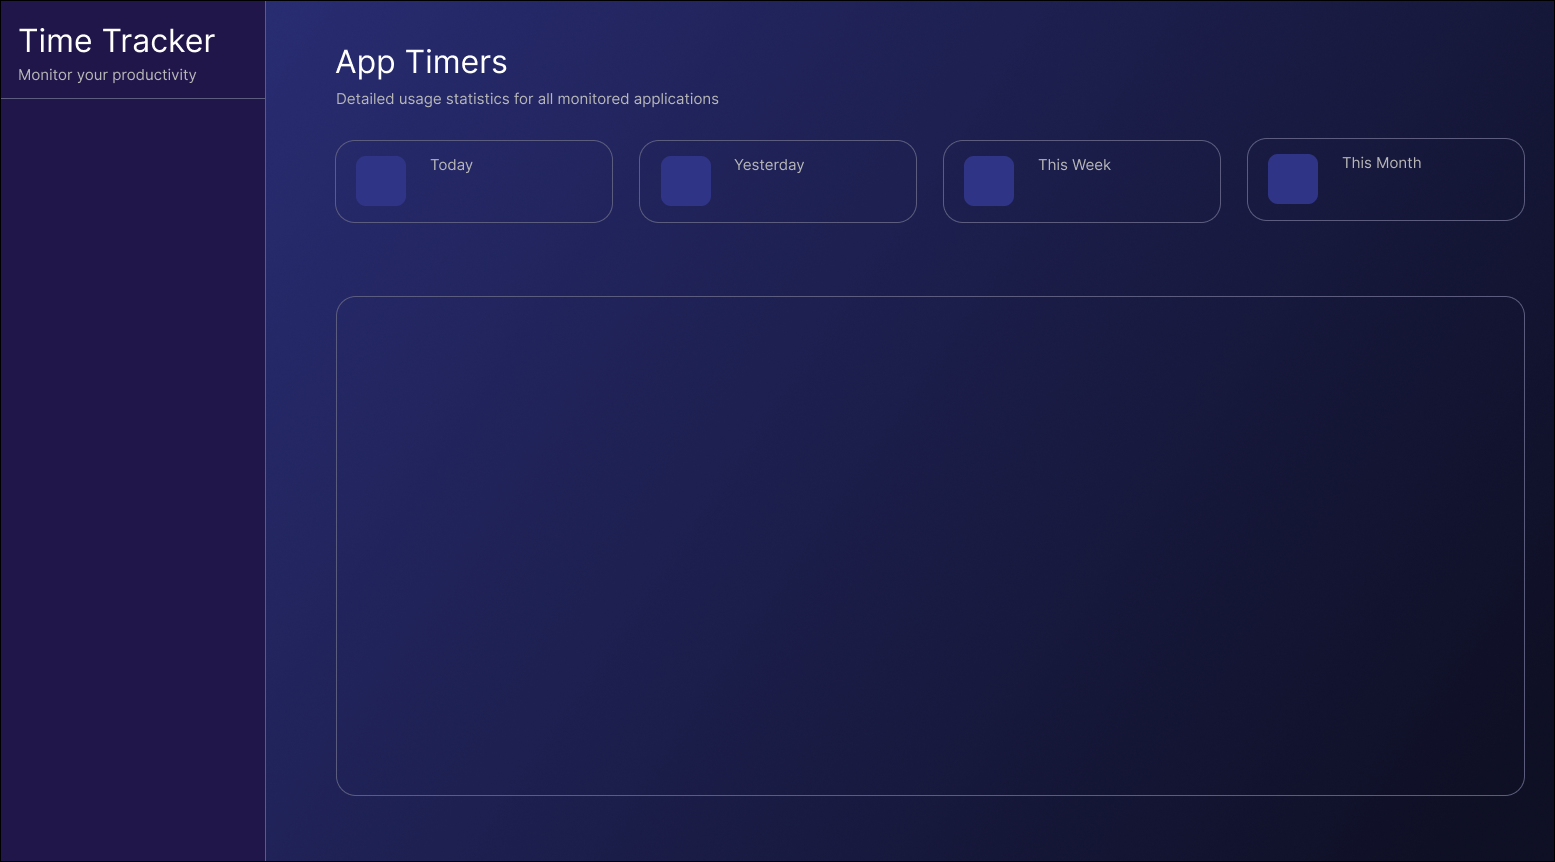 Time Tracker
Monitor your productivity
App Timers
Detailed usage statistics for all monitored applications
Today
Yesterday
This Week
This Month